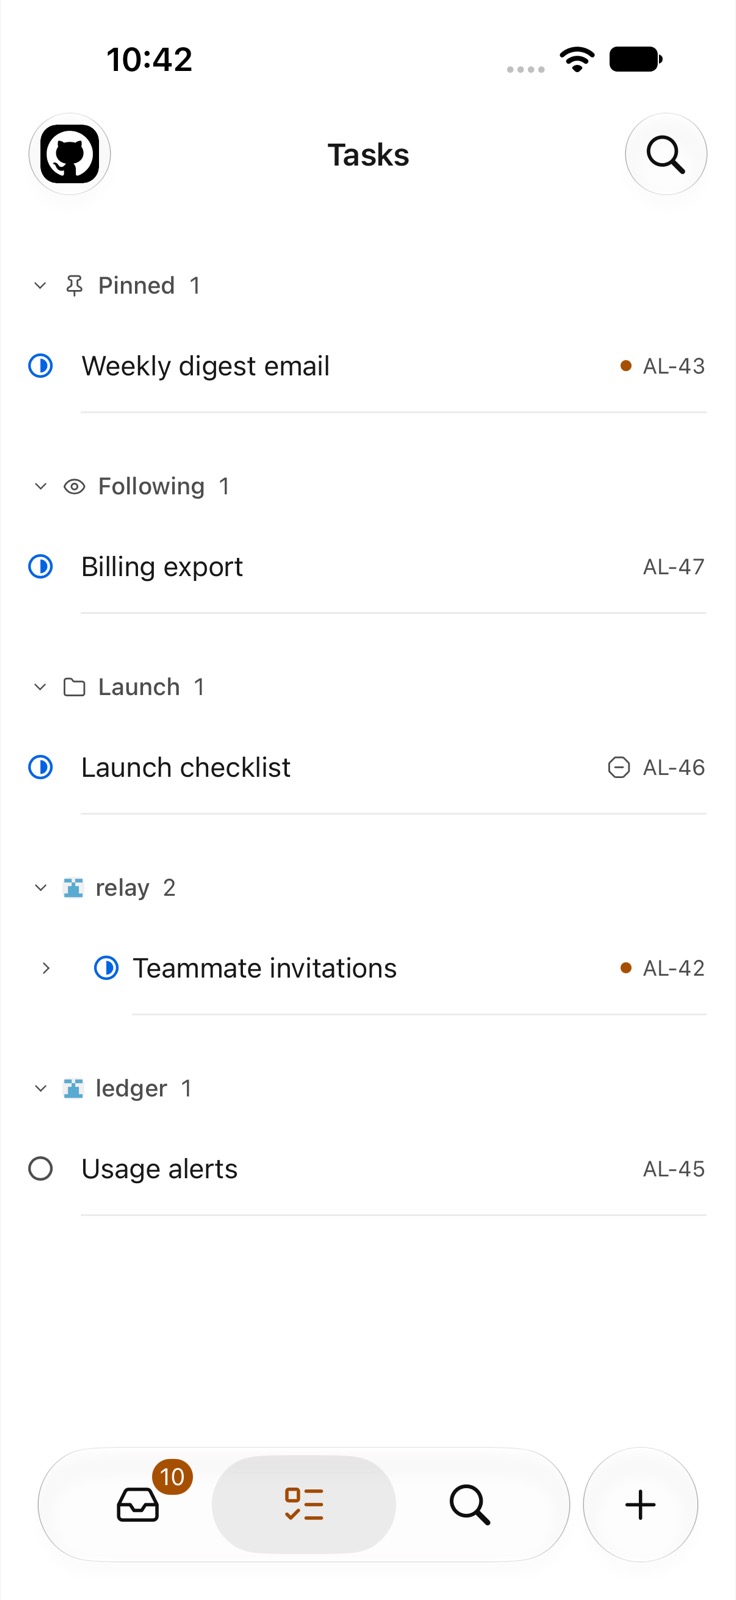 10:42
Tasks
Pinned 1
Weekly digest email AL-43
Following 1
Billing export AL-47
Launch 1
Launch checklist AL-46
relay 2
Teammate invitations AL-42
ledger 1
Usage alerts AL-45
10